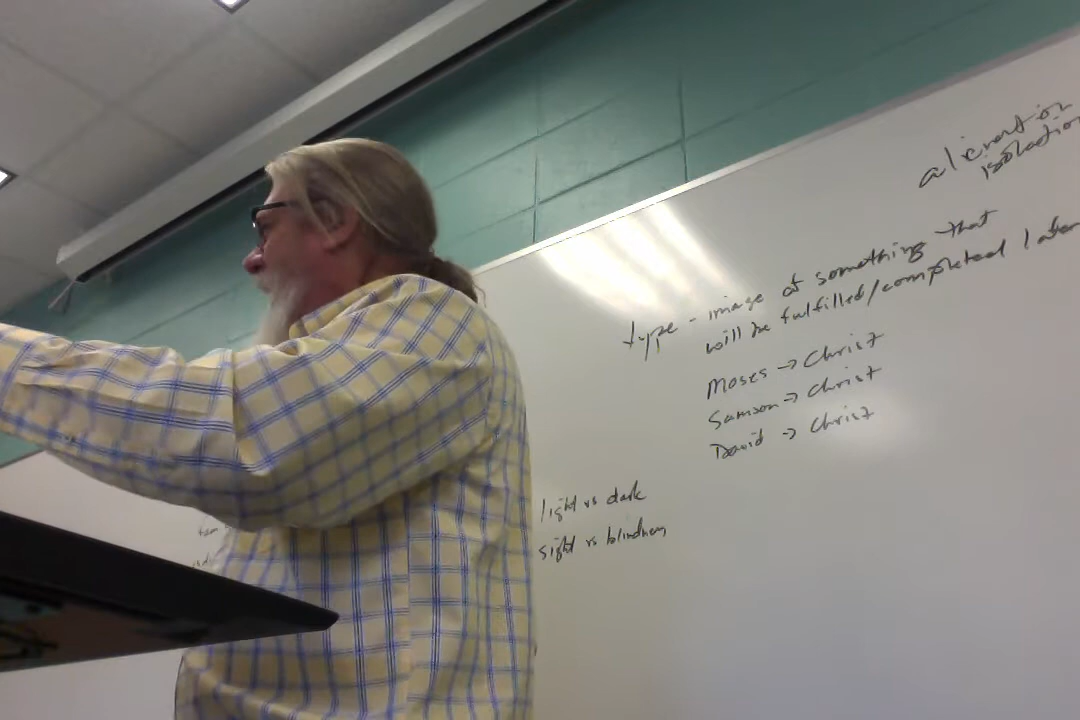 alienation
isolation
type - image of something that
will be fulfilled/completed later
Moses → Christ
Samson → Christ
David → Christ
light vs dark
sight vs blindness